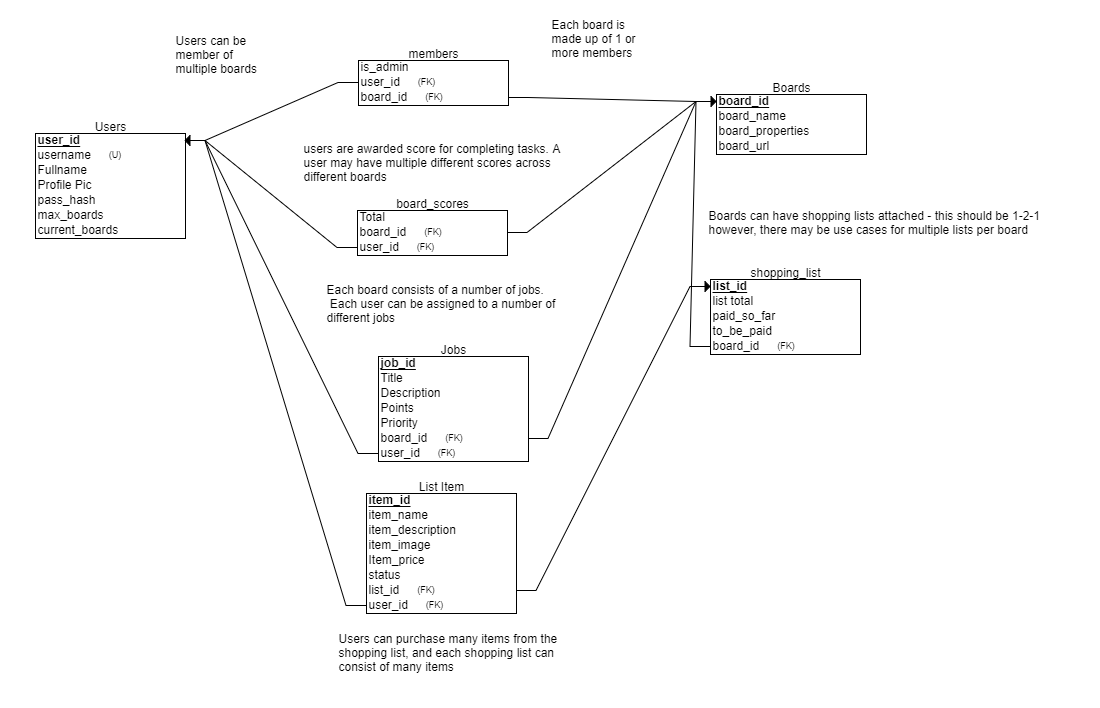 Each board is
made up of 1 or
more members
Users can be
member of
multiple boards
members
is_admin
user_id (FK)
board_id (FK)
Boards
board_id
board_name
board_properties
board_url
Users
user_id
username (U)
Fullname
Profile Pic
pass_hash
max_boards
current_boards
users are awarded score for completing tasks. A
user may have multiple different scores across
different boards
board_scores
Total
board_id (FK)
user_id (FK)
Boards can have shopping lists attached - this should be 1-2-1
however, there may be use cases for multiple lists per board
shopping_list
list_id
list total
paid_so_far
to_be_paid
board_id (FK)
Each board consists of a number of jobs.
Each user can be assigned to a number of
different jobs
Jobs
job_id
Title
Description
Points
Priority
board_id (FK)
user_id (FK)
List Item
item_id
item_name
item_description
item_image
Item_price
status
list_id (FK)
user_id (FK)
Users can purchase many items from the
shopping list, and each shopping list can
consist of many items